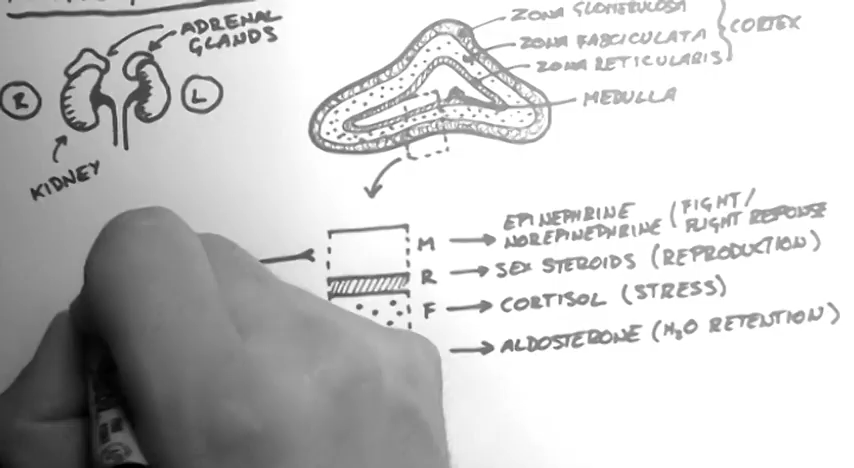 ADRENAL
GLANDS
R
L
KIDNEY
ZONA GLOMERULOSA
ZONA FASCICULATA
ZONA RETICULARIS
CORTEX
MEDULLA
M
EPINEPHRINE
NOREPINEPHRINE
(FIGHT/
FLIGHT REPONSE
R
SEX STEROIDS (REPRODUCTION)
F
CORTISOL (STRESS)
ALDOSTERONE (H₂O RETENTION)